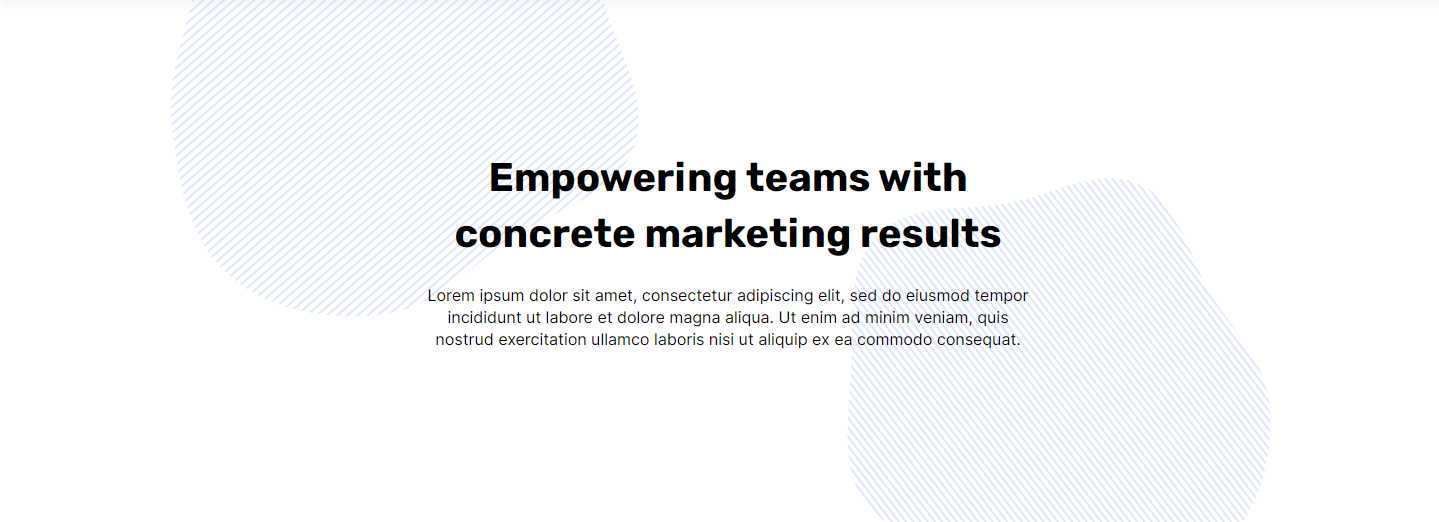 Empowering teams with
concrete marketing results
Lorem ipsum dolor sit amet, consectetur adipiscing elit, sed do eiusmod tempor
incididunt ut labore et dolore magna aliqua. Ut enim ad minim veniam, quis
nostrud exercitation ullamco laboris nisi ut aliquip ex ea commodo consequat.